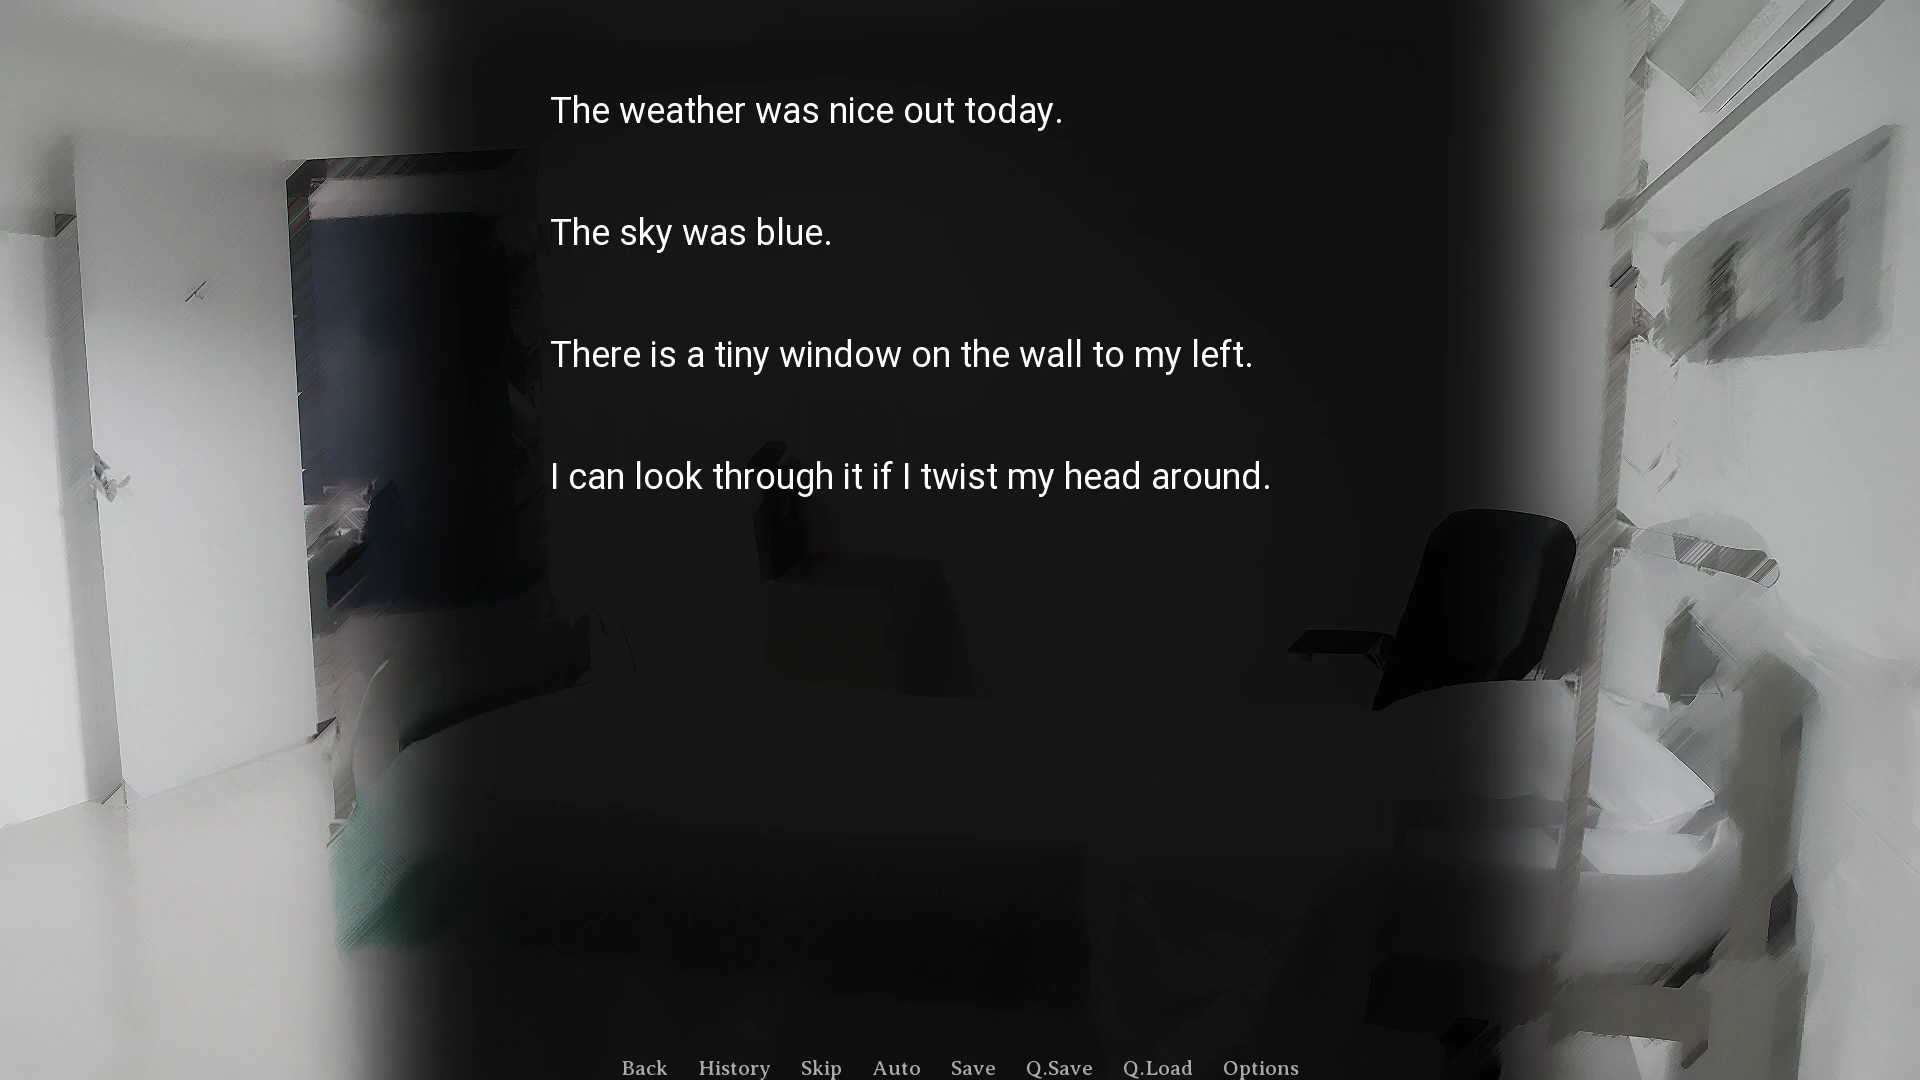 The weather was nice out today.
The sky was blue.
There is a tiny window on the wall to my left.
I can look through it if I twist my head around.
Back History Skip Auto Save Q.Save Q.Load Options